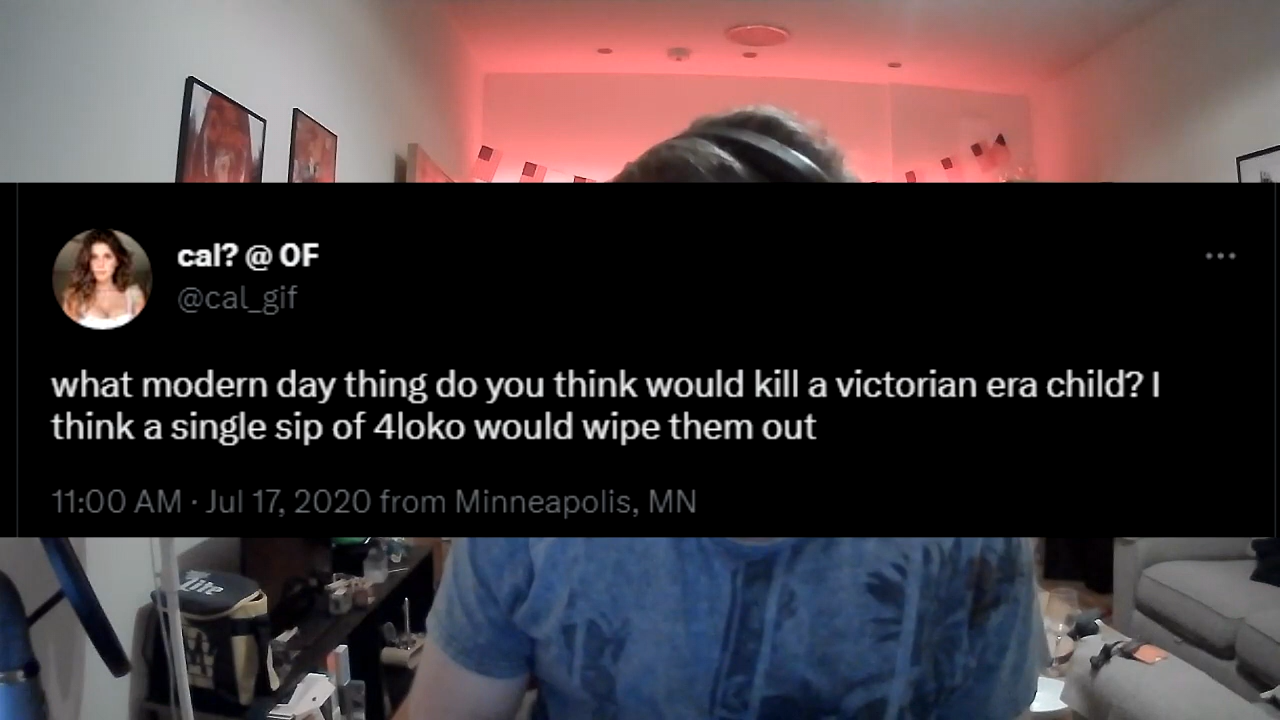 cal? @ OF
@cal_gif
what modern day thing do you think would kill a victorian era child? I
think a single sip of 4loko would wipe them out
11:00 AM · Jul 17, 2020 from Minneapolis, MN
Lite